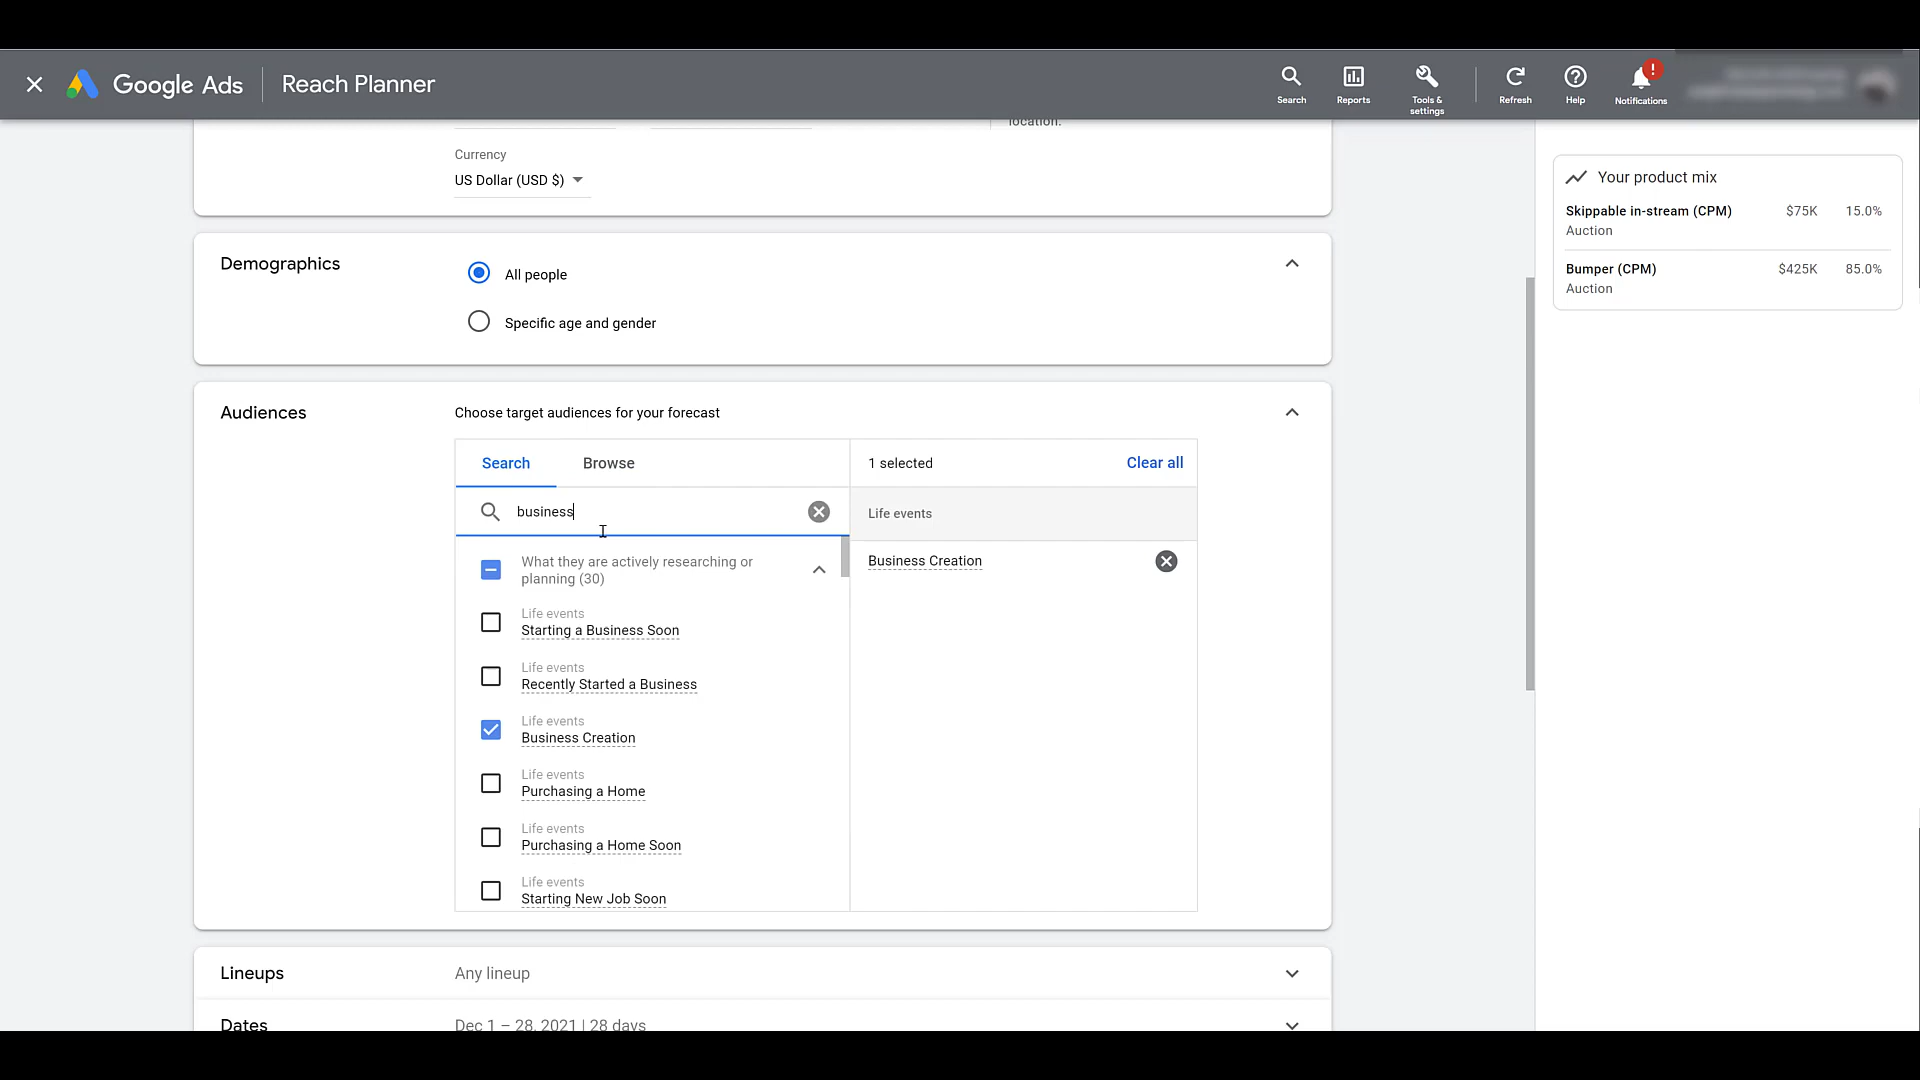 Google Ads
Reach Planner
Search
Reports
Tools &
settings
Refresh
Help
!
Notifications
location.
Currency
US Dollar (USD $)
Demographics
All people
Specific age and gender
Audiences
Choose target audiences for your forecast
Search
Browse
business
What they are actively researching or
planning (30)
Life events
Starting a Business Soon
Life events
Recently Started a Business
Life events
Business Creation
Life events
Purchasing a Home
Life events
Purchasing a Home Soon
Life events
Starting New Job Soon
1 selected
Clear all
Life events
Business Creation
Lineups
Any lineup
Dates
Dec 1 – 28, 2021 | 28 days
Your product mix
Skippable in-stream (CPM) $75K 15.0%
Auction
Bumper (CPM) $425K 85.0%
Auction